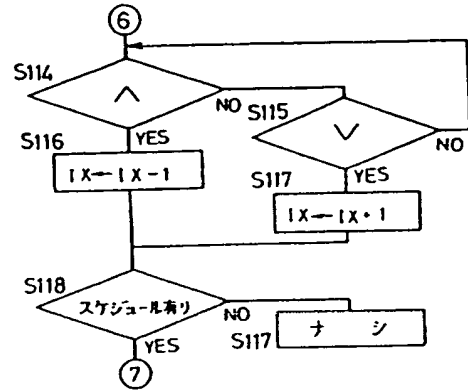 6
S114
∧
NO
S115
∨
NO
S116
YES
IX←IX-1
S117
YES
IX←IX+1
S118
スケジュール有り
NO
S117
ナシ
YES
7